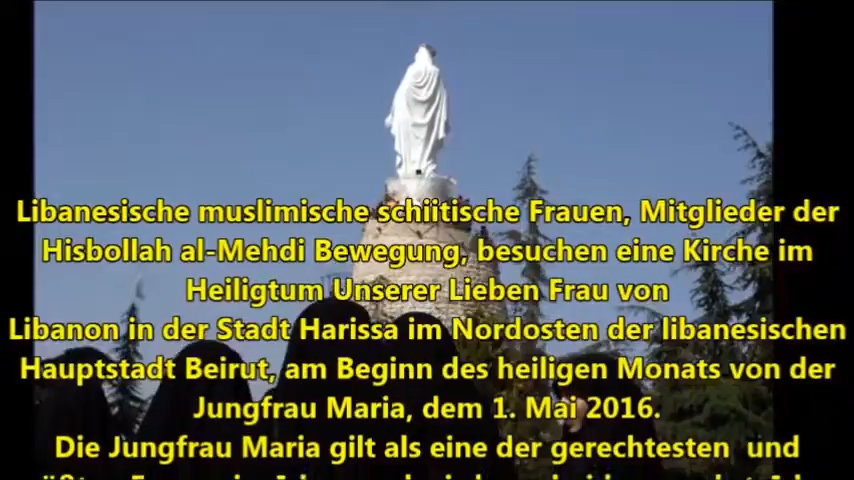 Libanesische muslimische schiitische Frauen, Mitglieder der
Hisbollah al-Mehdi Bewegung, besuchen eine Kirche im
Heiligtum Unserer Lieben Frau von
Libanon in der Stadt Harissa im Nordosten der libanesischen
Hauptstadt Beirut, am Beginn des heiligen Monats von der
Jungfrau Maria, dem 1. Mai 2016.
Die Jungfrau Maria gilt als eine der gerechtesten und